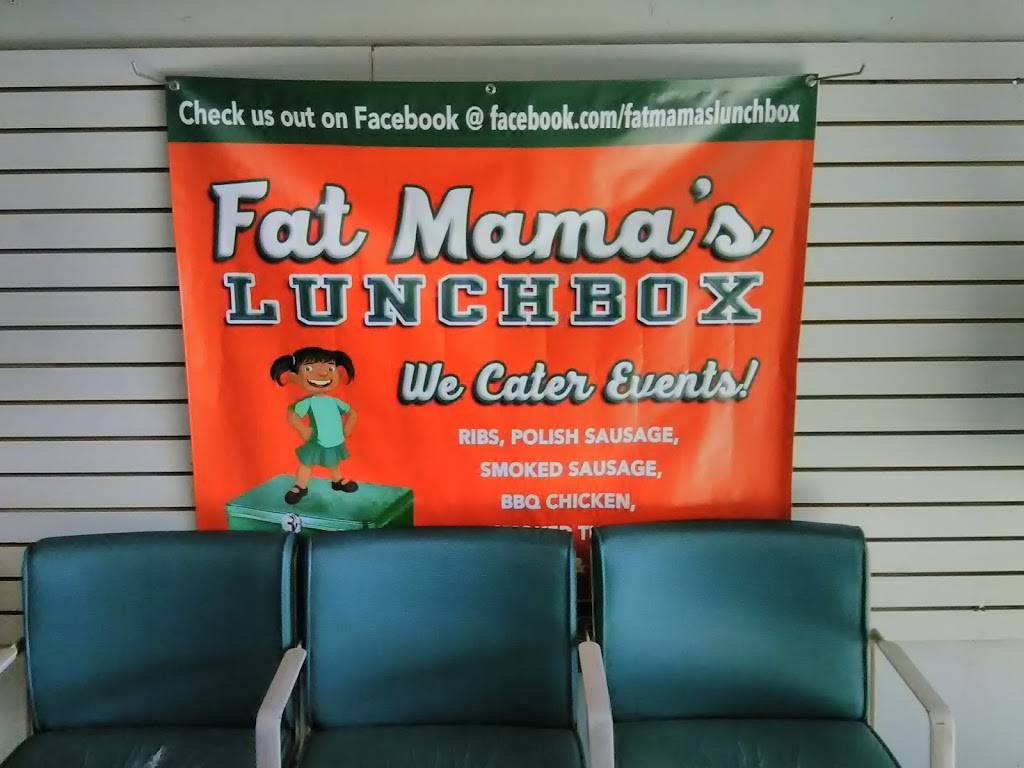 Check us out on Facebook @ facebook.com/fatmamaslunchbox
Fat Mama's
LUNCHBOX
We Cater Events!
RIBS, POLISH SAUSAGE,
SMOKED SAUSAGE,
BBQ CHICKEN,
&